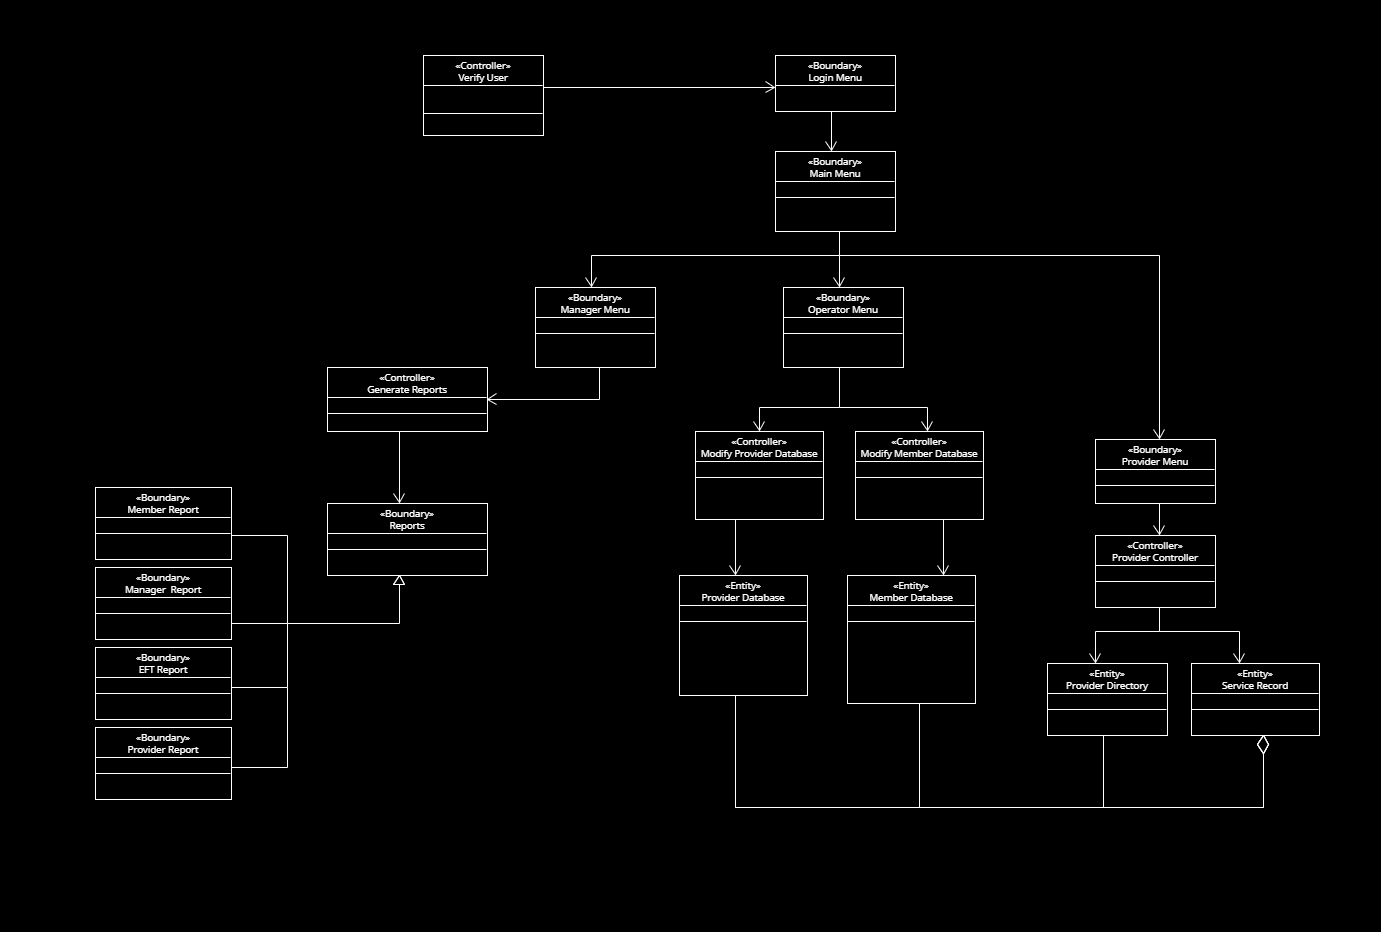 «Controller»
Verify User
«Boundary»
Login Menu
«Boundary»
Main Menu
«Boundary»
Manager Menu
«Boundary»
Operator Menu
«Controller»
Generate Reports
«Controller»
Modify Provider Database
«Controller»
Modify Member Database
«Boundary»
Provider Menu
«Boundary»
Member Report
«Boundary»
Reports
«Controller»
Provider Controller
«Boundary»
Manager  Report
«Entity»
Provider Database
«Entity»
Member Database
«Boundary»
EFT Report
«Entity»
Provider Directory
«Entity»
Service Record
«Boundary»
Provider Report